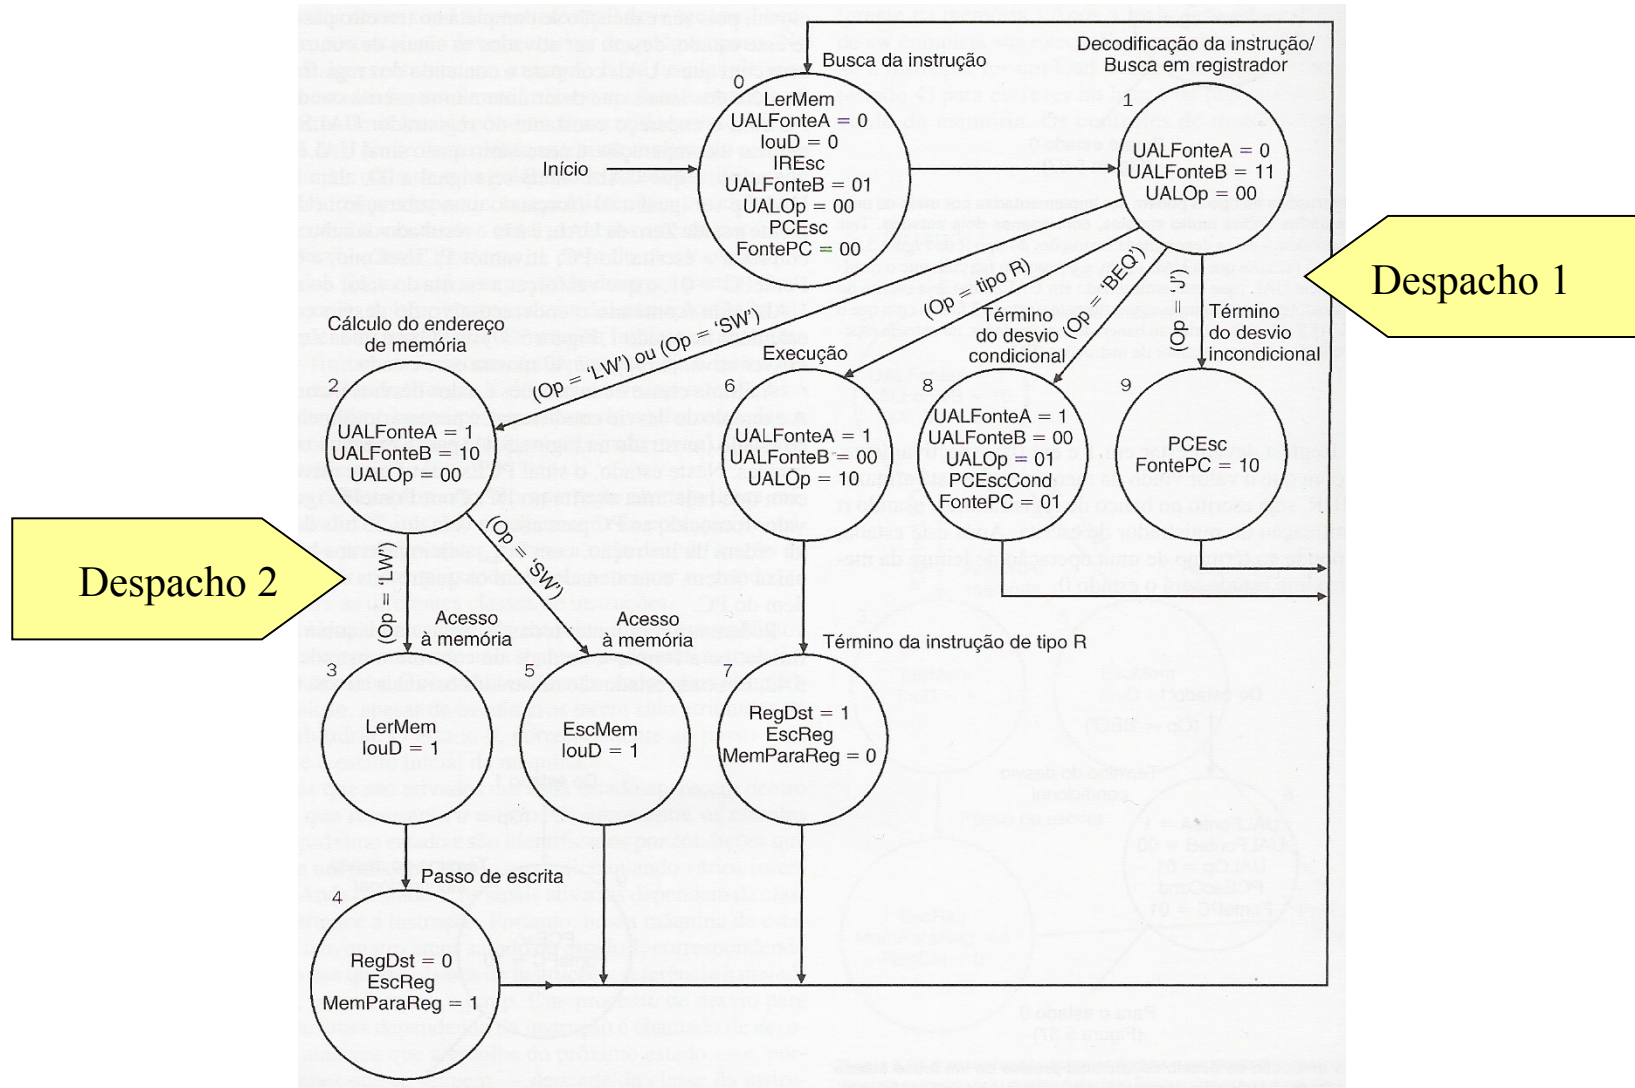 Busca da instrução
Decodificação da instrução/
Busca em registrador
0
LerMem
UALFonteA = 0
IouD = 0
IREsc
UALFonteB = 01
UALOp = 00
PCEsc
FontePC = 00
Início
1
UALFonteA = 0
UALFonteB = 11
UALOp = 00
Despacho 1
(Op = 'LW') ou (Op = 'SW')
(Op = tipo R)
(Op = 'BEQ')
(Op = 'J')
Cálculo do endereço
de memória
2
UALFonteA = 1
UALFonteB = 10
UALOp = 00
Execução
6
UALFonteA = 1
UALFonteB = 00
UALOp = 10
Término
do desvio
condicional
8
UALFonteA = 1
UALFonteB = 00
UALOp = 01
PCEscCond
FontePC = 01
Término
do desvio
incondicional
9
PCEsc
FontePC = 10
Despacho 2
(Op = 'LW')
(Op = 'SW')
Acesso
à memória
3
LerMem
IouD = 1
Acesso
à memória
5
EscMem
IouD = 1
Término da instrução de tipo R
7
RegDst = 1
EscReg
MemParaReg = 0
Passo de escrita
4
RegDst = 0
EscReg
MemParaReg = 1